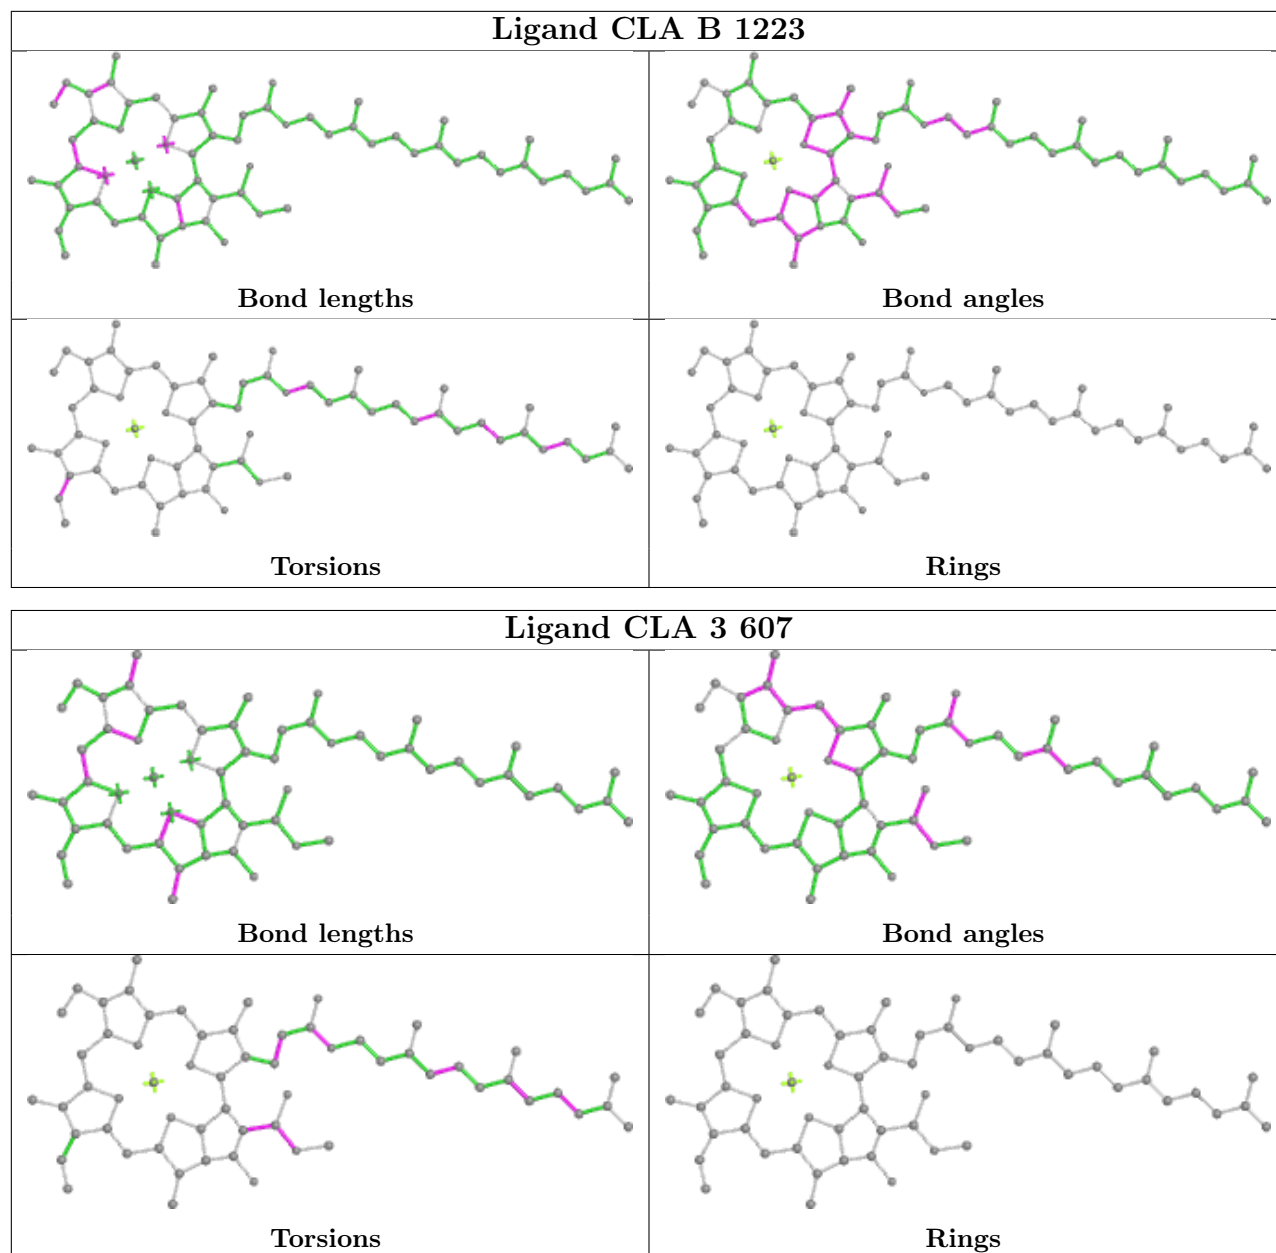 Ligand CLA B 1223
Bond lengths
Bond angles
Torsions
Rings
Ligand CLA 3 607
Bond lengths
Bond angles
Torsions
Rings